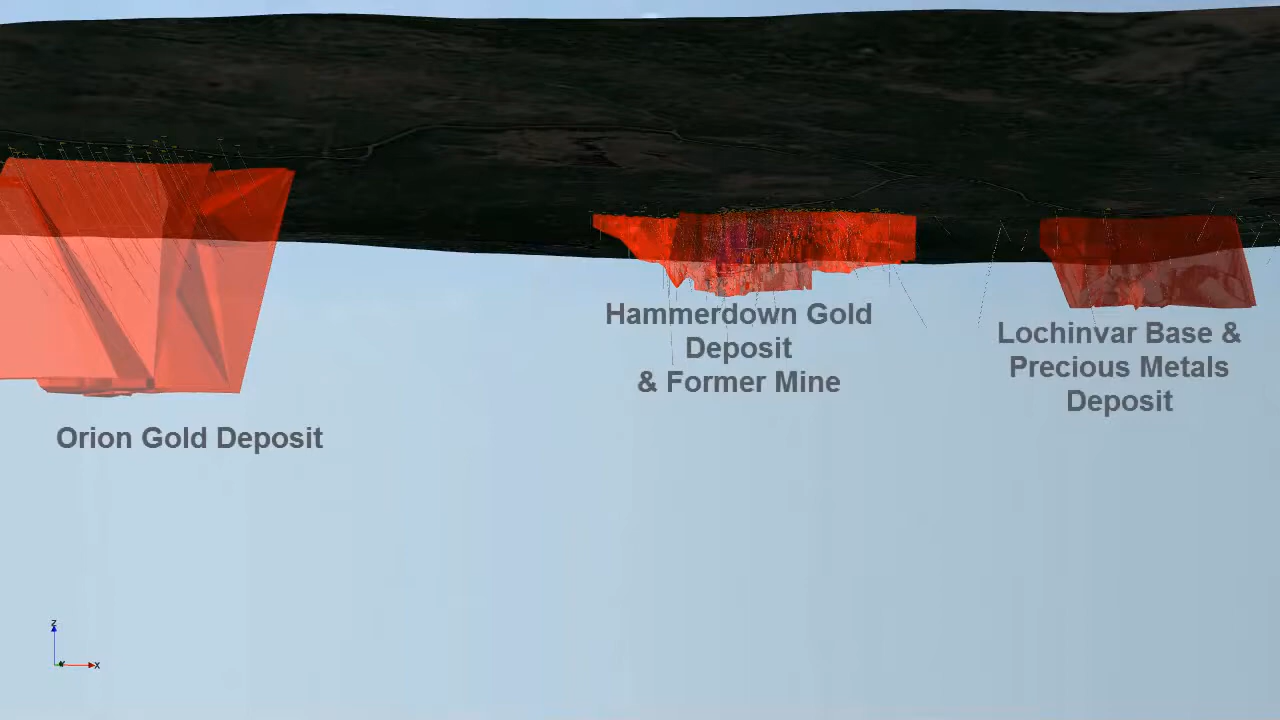 Hammerdown Gold
Deposit
& Former Mine
Lochinvar Base &
Precious Metals
Deposit
Orion Gold Deposit
Z
X